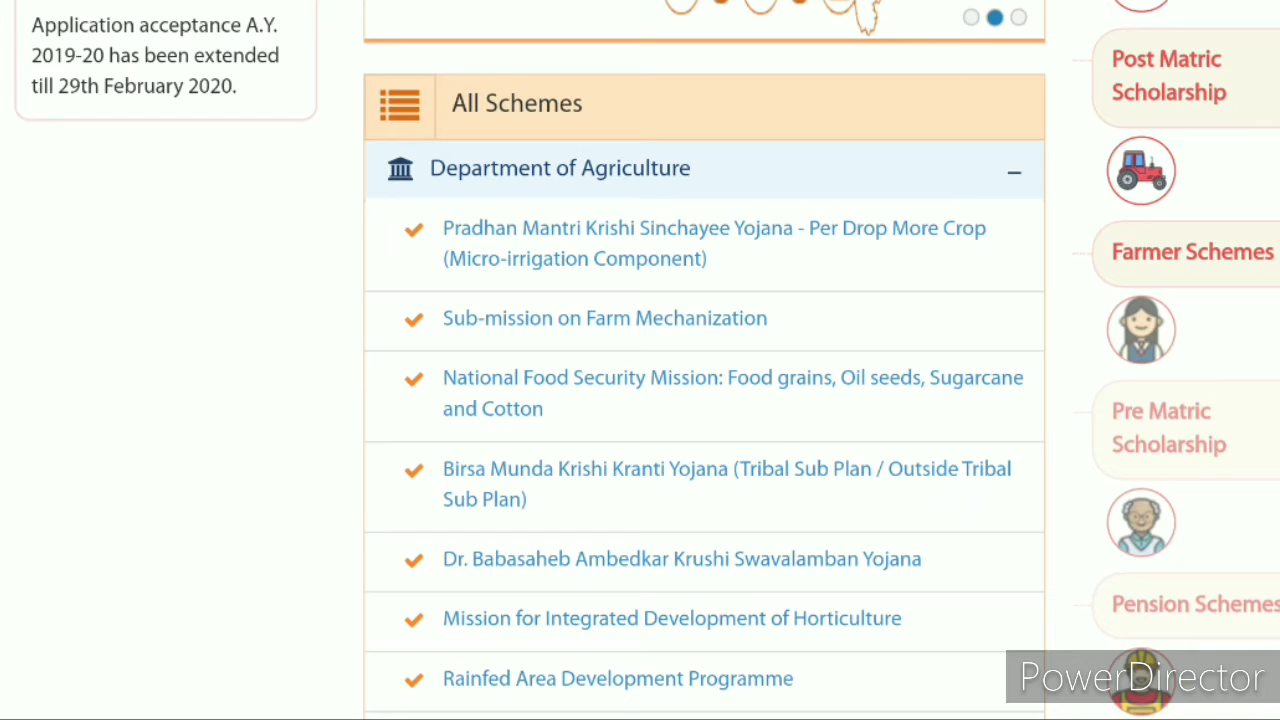 Application acceptance A.Y.
2019-20 has been extended
till 29th February 2020.
All Schemes
Department of Agriculture
Pradhan Mantri Krishi Sinchayee Yojana - Per Drop More Crop
(Micro-irrigation Component)
Sub-mission on Farm Mechanization
National Food Security Mission: Food grains, Oil seeds, Sugarcane
and Cotton
Birsa Munda Krishi Kranti Yojana (Tribal Sub Plan / Outside Tribal
Sub Plan)
Dr. Babasaheb Ambedkar Krushi Swavalamban Yojana
Mission for Integrated Development of Horticulture
Rainfed Area Development Programme
Post Matric
Scholarship
Farmer Schemes
Pre Matric
Scholarship
Pension Schemes
PowerDirector